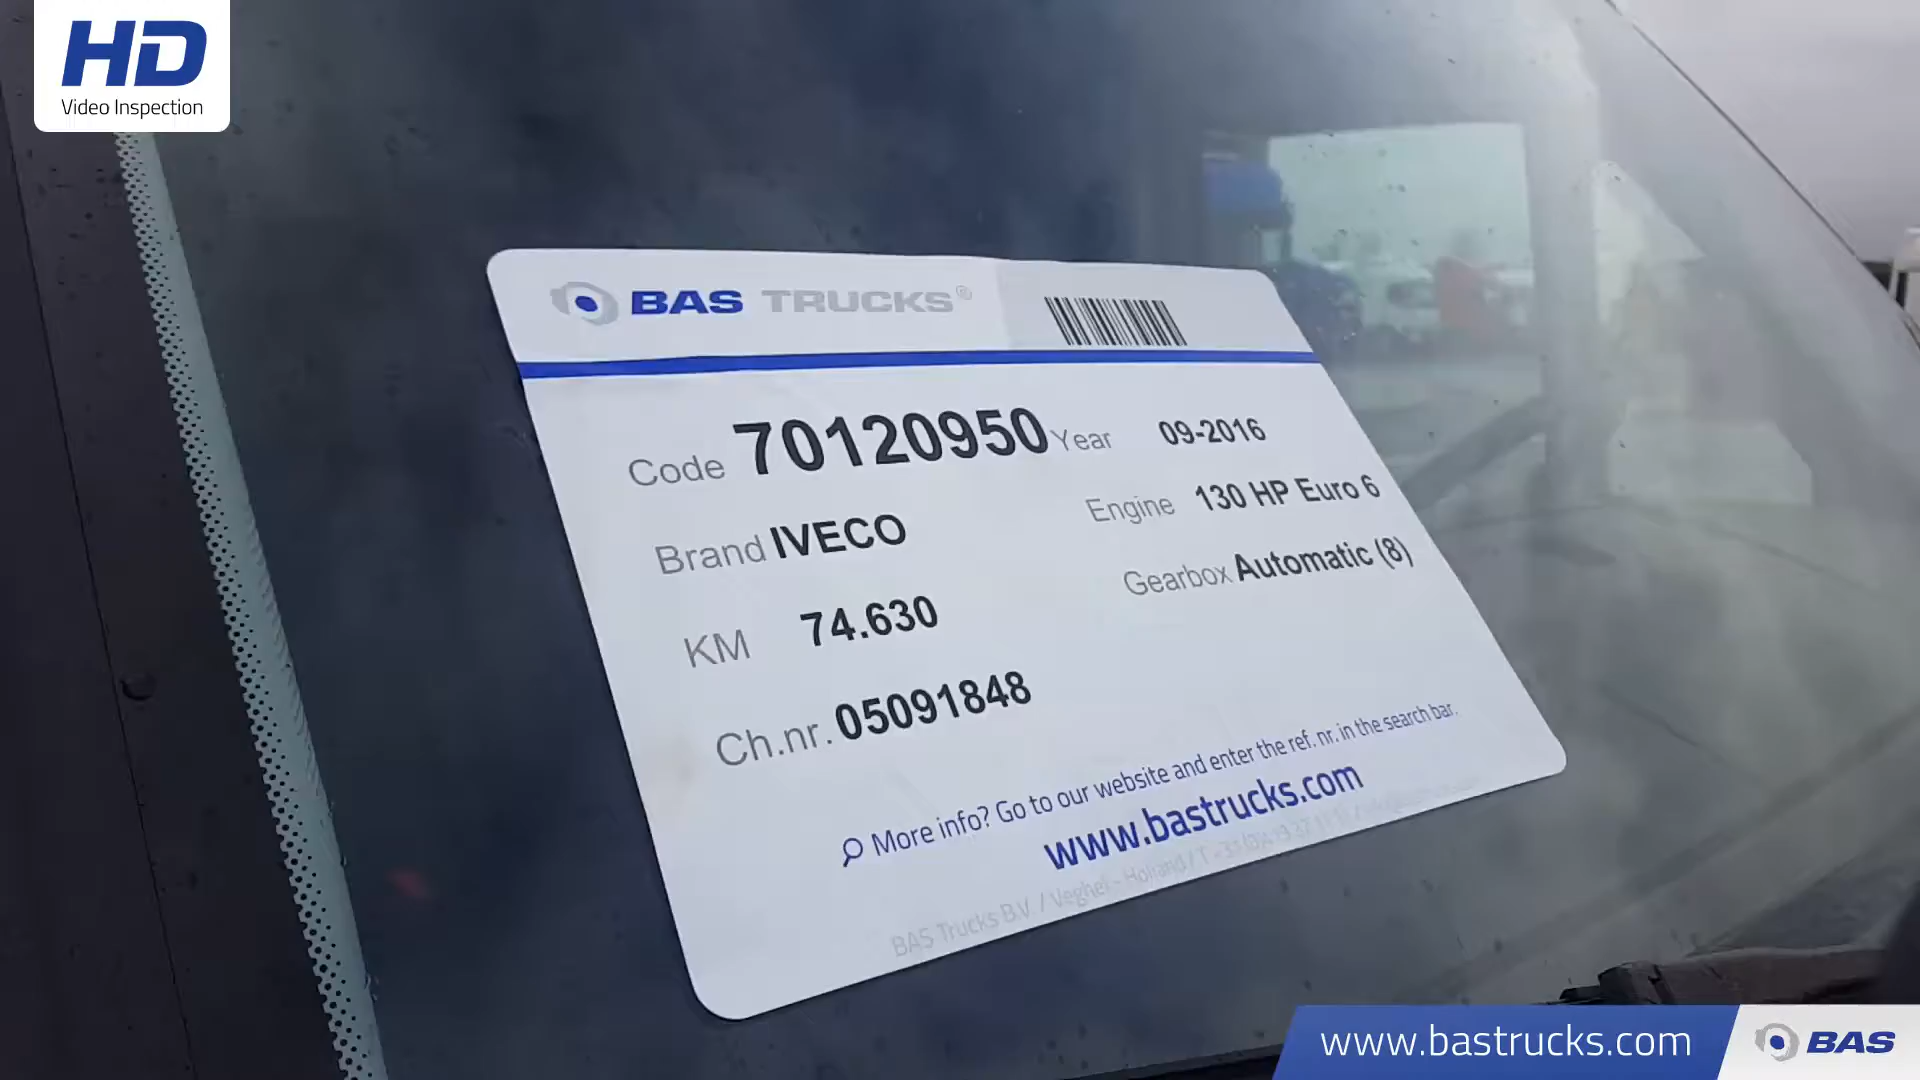 HD
Video Inspection
BAS TRUCKS®
Code 70120950 Year 09-2016
Brand IVECO Engine 130 HP Euro 6
KM 74.630 Gearbox Automatic (8)
Ch.nr. 05091848
More info? Go to our website and enter the ref. nr. in the search bar.
www.bastrucks.com
BAS Trucks B.V. / Veghel - Holland / T
www.bastrucks.com
BAS